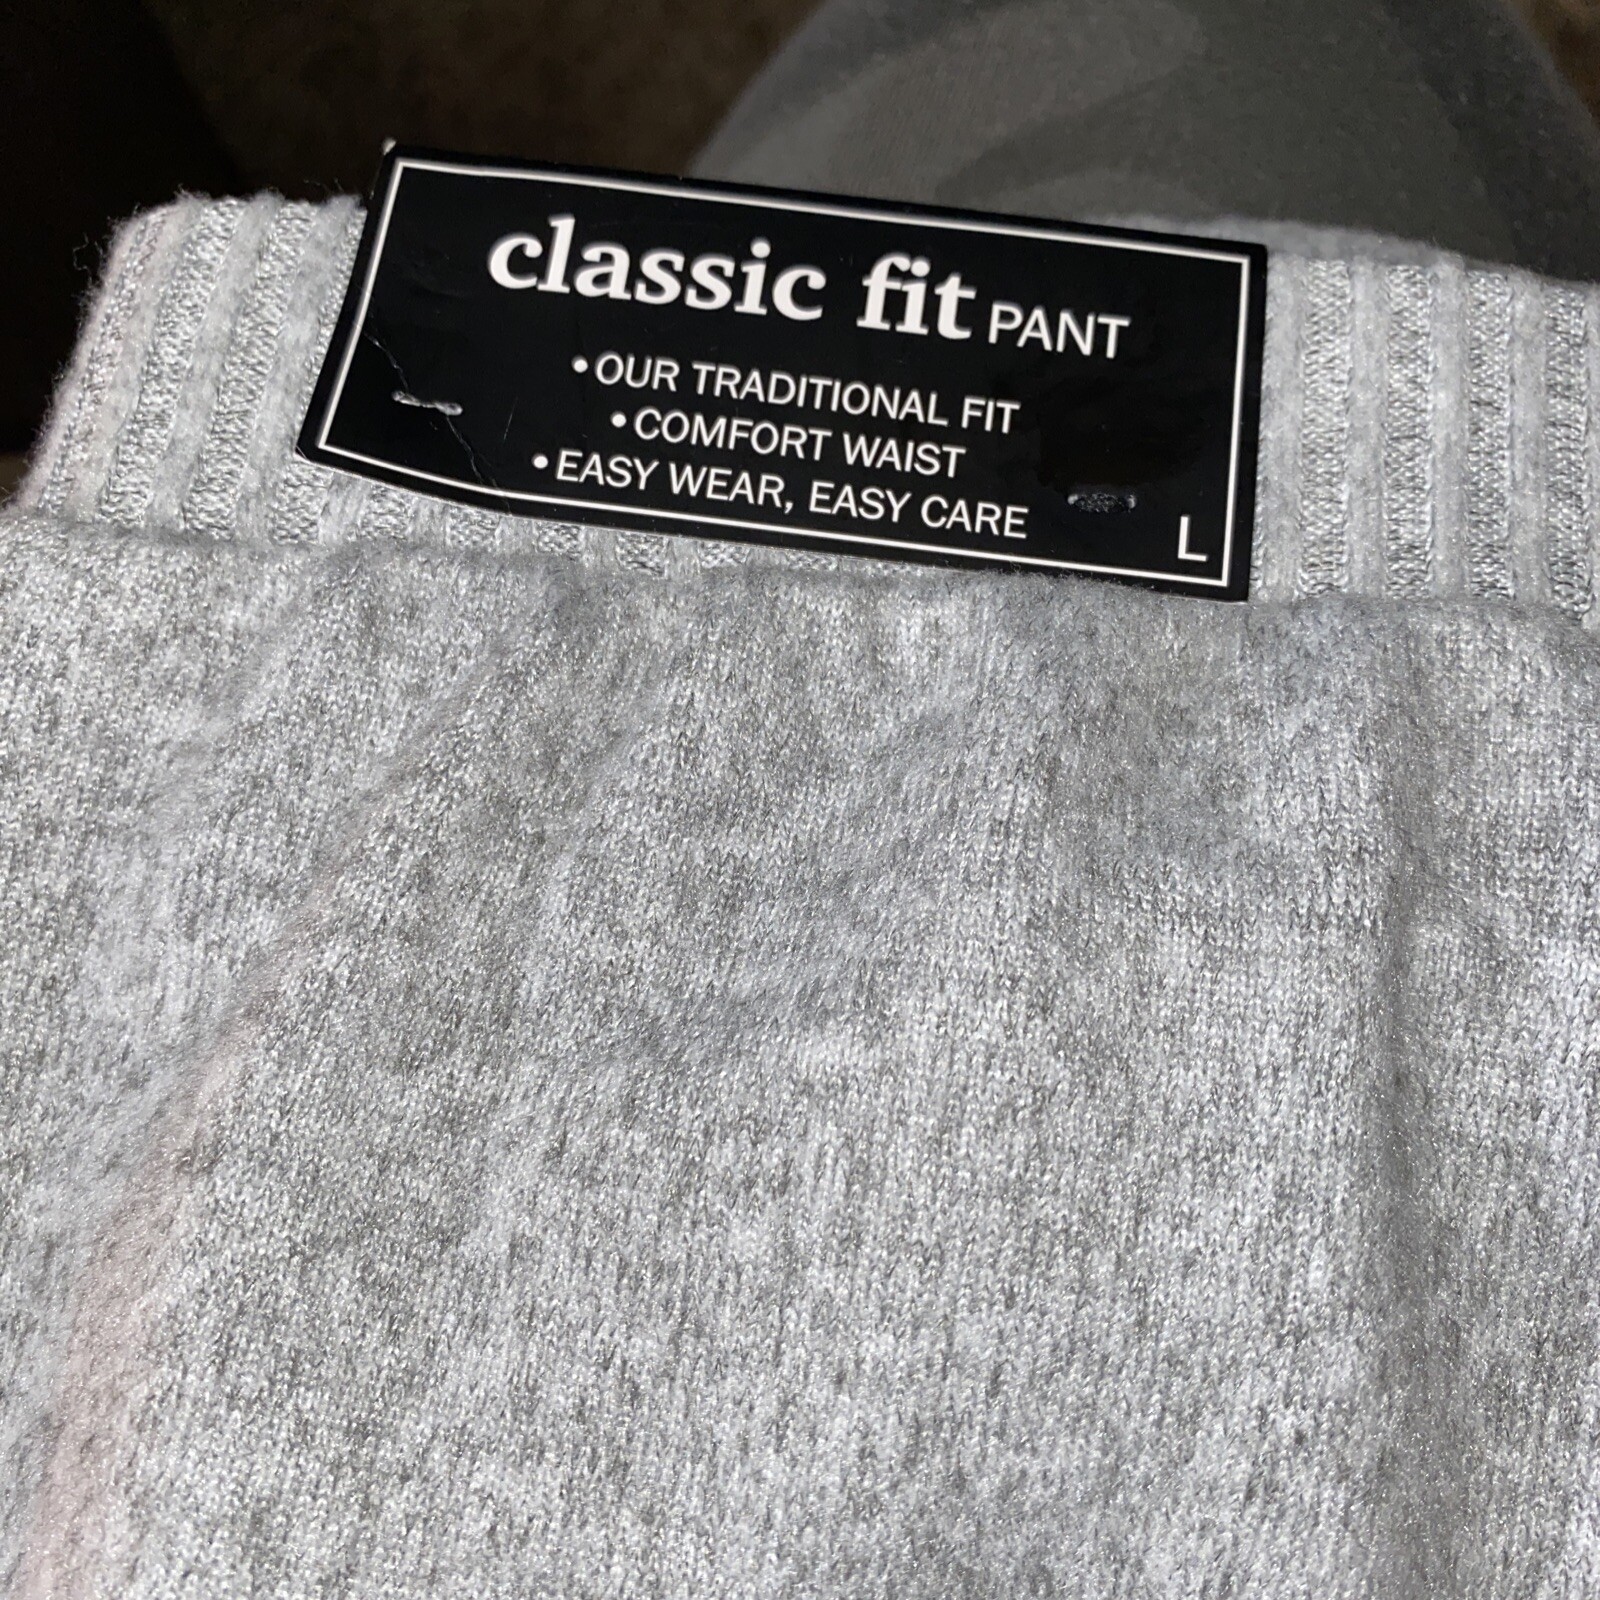 classic fit PANT
• OUR TRADITIONAL FIT
• COMFORT WAIST
• EASY WEAR, EASY CARE
L